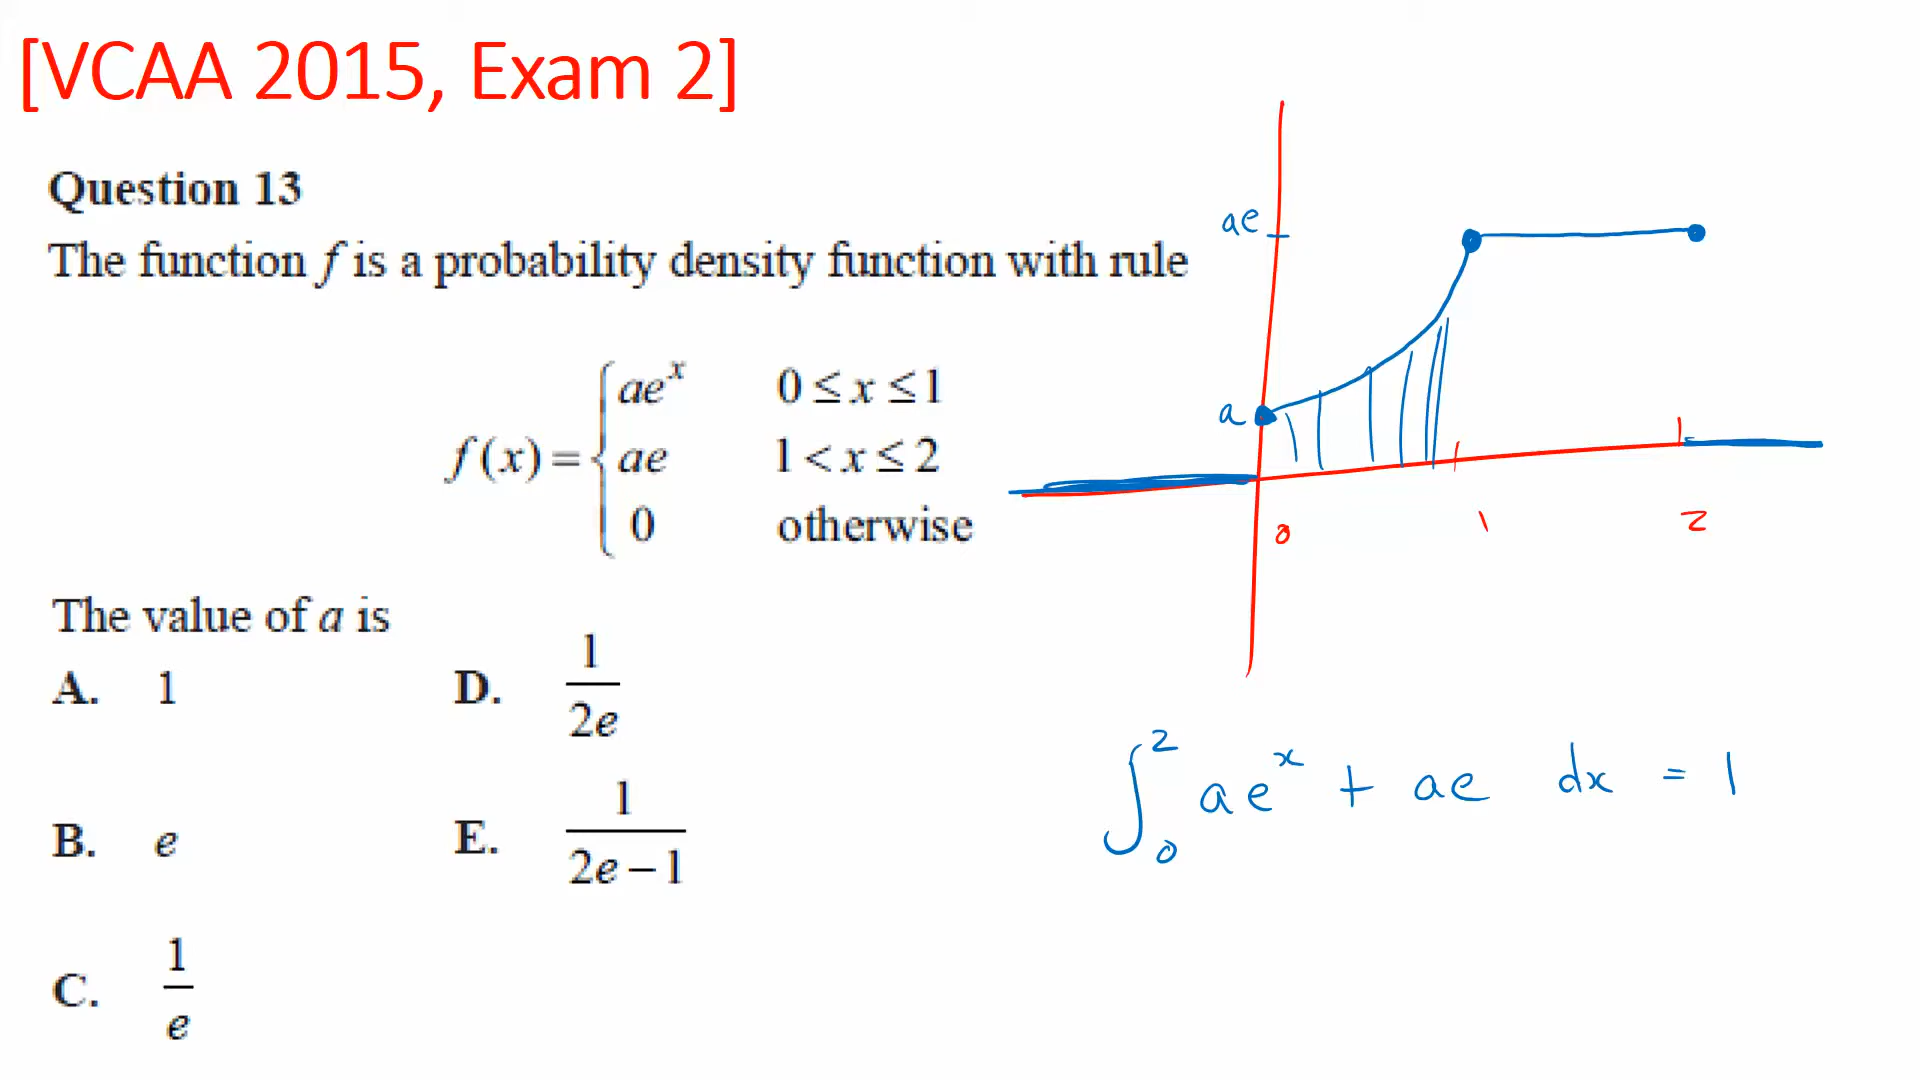 [VCAA 2015, Exam 2]
Question 13
The function f is a probability density function with rule
f(x) = { ae^x 0 ≤ x ≤ 1
ae 1 < x ≤ 2
0 otherwise
The value of a is
A. 1
B. e
C. 1/e
D. 1/2e
E. 1/2e − 1
ae
a
0 1 2
∫_0^2 ae^x + ae dx = 1